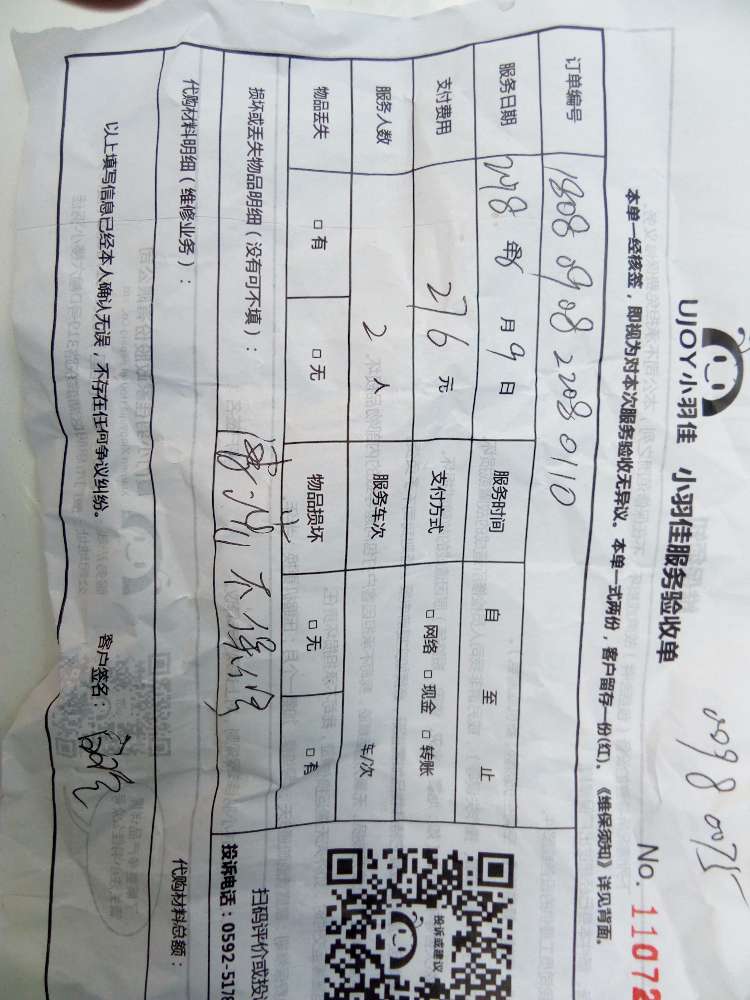 UJOY小羽佳 小羽佳服务验收单
No. 11072
本单一经核签，即视为对本次服务验收无异议。本单一式两份，客户留存一份(红)。《维保须知》详见背面。
订单编号 1808 0908 2208 0110
服务日期 2018 年 8 月 9 日 服务时间 自 至 止
支付费用 276 元 支付方式 □ 网络 □ 现金 □ 转账
服务人数 2 人 服务车次 车/次
物品丢失 □ 有 □ 无 物品损坏 □ 无 □ 有
损坏或丢失物品明细（没有可不填）： 不保
代购材料明细（维修业务）： 代购材料总额：
以上填写信息已经本人确认无误，不存在任何争议纠纷。 客户签名：
投诉或建议
扫码评价或投
投诉电话：0592-5178